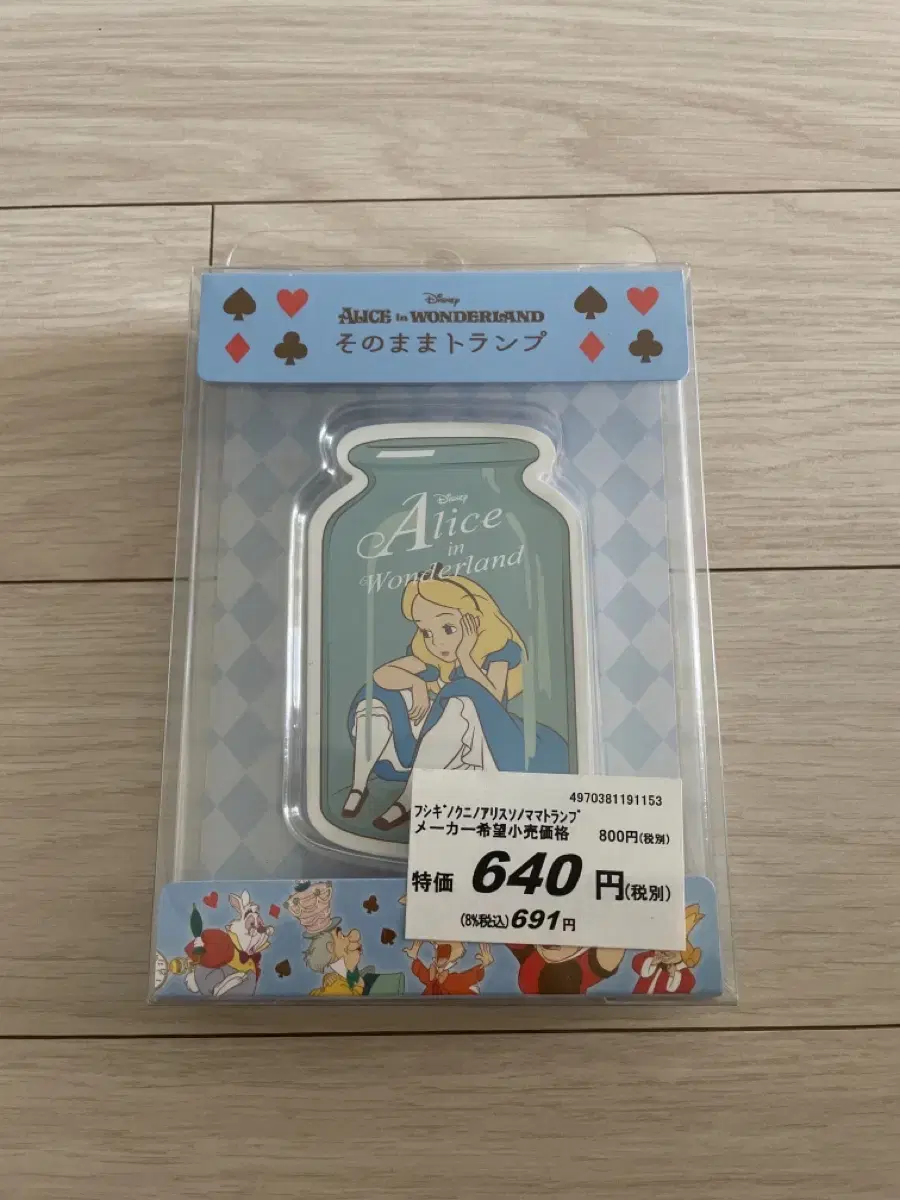 Disney
ALICE in WONDERLAND
そのままトランプ
Disney
Alice
in
Wonderland
4970381191153
フシギノクニノアリスソノママトランプ
メーカー希望小売価格 800円(税別)
特価 640円(税別)
(8%税込)691円